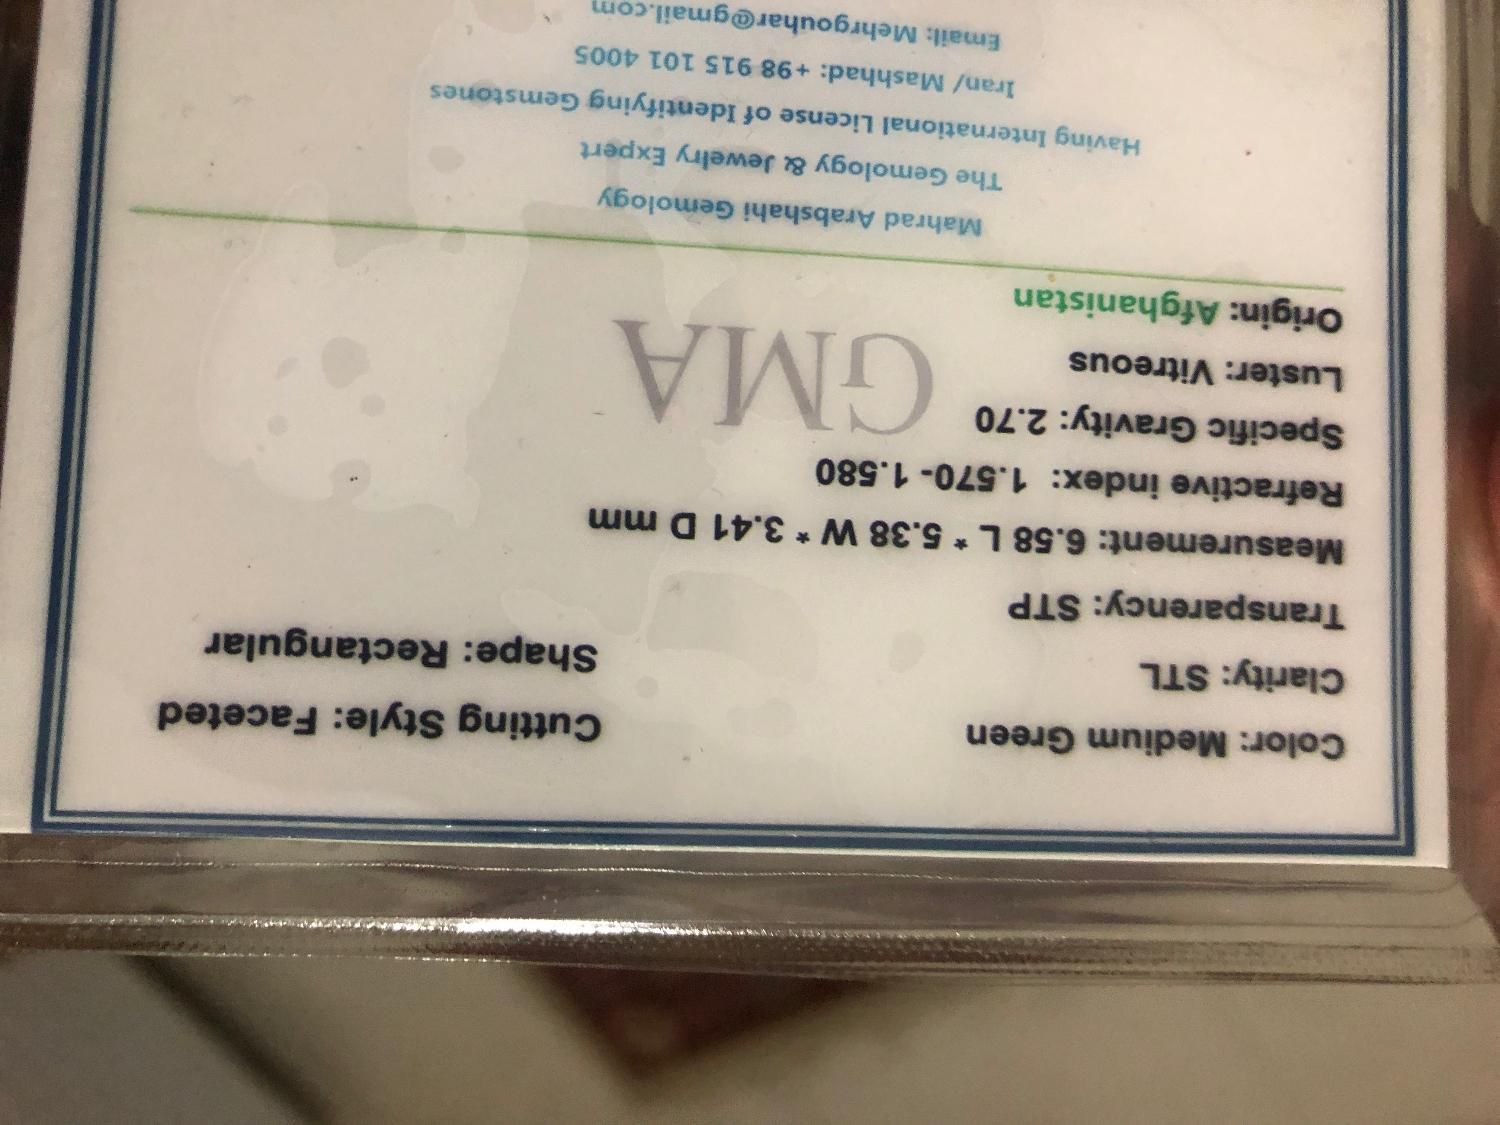 Color: Medium Green
Cutting Style: Faceted
Clarity: STL
Shape: Rectangular
Transparency: STP
Measurement: 6.58 L * 5.38 W * 3.41 D mm
Refractive index: 1.570- 1.580
Specific Gravity: 2.70
GMA
Luster: Vitreous
Origin: Afghanistan
Mahrad Arabshahi Gemology
The Gemology & Jewelry Expert
Having International License of Identifying Gemstones
Iran/ Mashhad: +98 915 101 4005
Email: Mehrgouhar@gmail.com